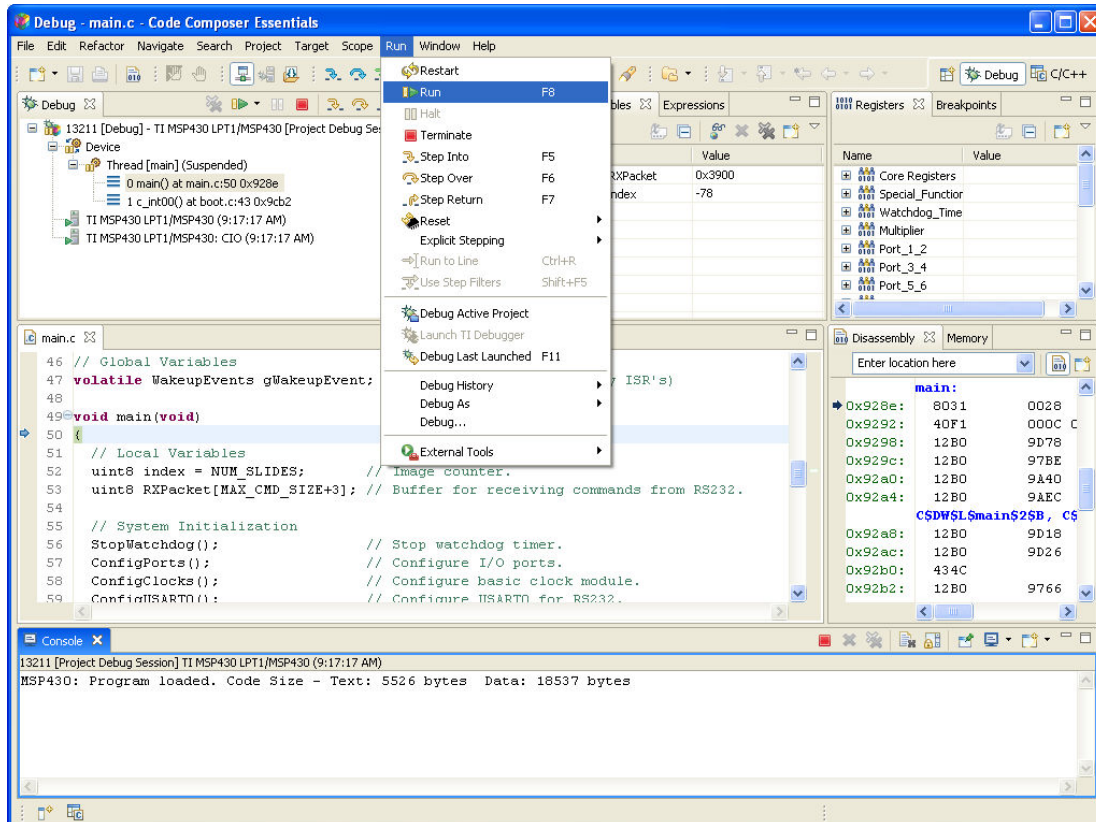 Debug - main.c - Code Composer Essentials
File Edit Refactor Navigate Search Project Target Scope Run Window Help
Debug C/C++
Debug
13211 [Debug] - TI MSP430 LPT1/MSP430 [Project Debug Ses
Device
Thread [main] (Suspended)
0 main() at main.c:50 0x928e
1 c_int00() at boot.c:43 0x9cb2
TI MSP430 LPT1/MSP430 (9:17:17 AM)
TI MSP430 LPT1/MSP430: CIO (9:17:17 AM)
Restart
Run F8
Halt
Terminate
Step Into F5
Step Over F6
Step Return F7
Reset
Explicit Stepping
Run to Line Ctrl+R
Use Step Filters Shift+F5
Debug Active Project
Launch TI Debugger
Debug Last Launched F11
Debug History
Debug As
Debug...
External Tools
bles Expressions
Value
RXPacket 0x3900
ndex -78
Registers Breakpoints
Name Value
Core Registers
Special_Functior
Watchdog_Time
Multiplier
Port_1_2
Port_3_4
Port_5_6
main.c
46 // Global Variables
47 volatile WakeupEvents gWakeupEvent; y ISR's)
48
49 void main(void)
50 {
51 // Local Variables
52 uint8 index = NUM_SLIDES; // Image counter.
53 uint8 RXPacket[MAX_CMD_SIZE+3]; // Buffer for receiving commands from RS232.
54
55 // System Initialization
56 StopWatchdog(); // Stop watchdog timer.
57 ConfigPorts(); // Configure I/O ports.
58 ConfigClocks(); // Configure basic clock module.
59 ConfigUSART0(); // Configure USART0 for RS232.
Disassembly Memory
Enter location here
main:
0x928e: 8031 0028
0x9292: 40F1 000C C
0x9298: 12B0 9D78
0x929c: 12B0 97BE
0x92a0: 12B0 9A40
0x92a4: 12B0 9AEC
C$DW$L$main$2$B, C$
0x92a8: 12B0 9D18
0x92ac: 12B0 9D26
0x92b0: 434C
0x92b2: 12B0 9766
Console
13211 [Project Debug Session] TI MSP430 LPT1/MSP430 (9:17:17 AM)
MSP430: Program loaded. Code Size - Text: 5526 bytes Data: 18537 bytes